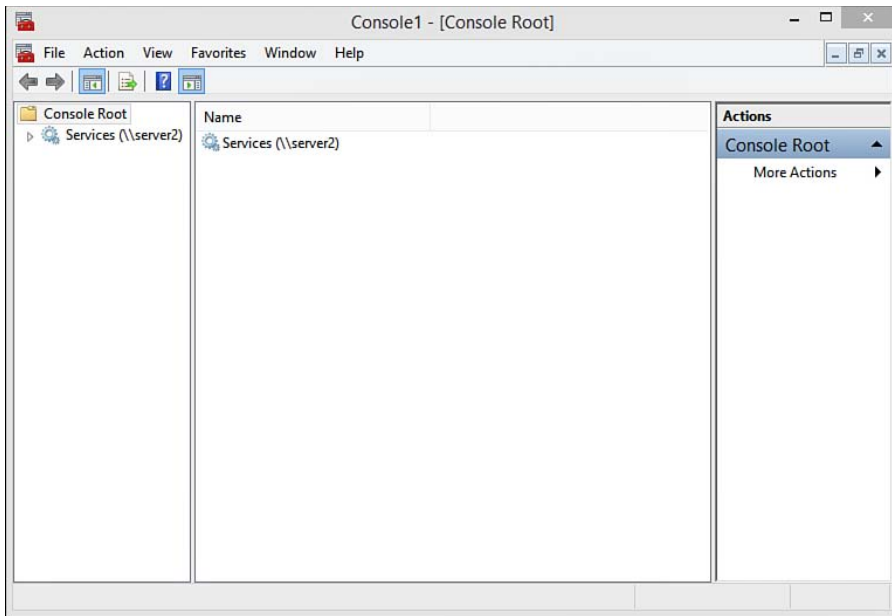 Console1 - [Console Root]
File Action View Favorites Window Help
Console Root
Services (\\server2)
Name
Services (\\server2)
Actions
Console Root
More Actions